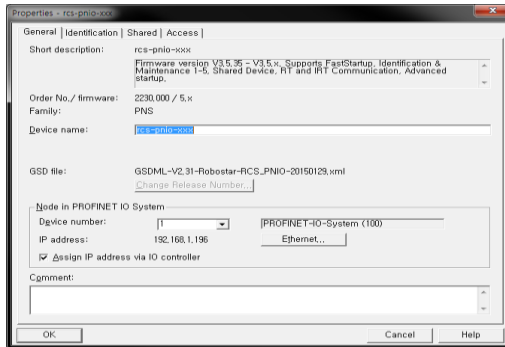 Properties - rcs-pnio-xxx
General | Identification | Shared | Access |
Short description: rcs-pnio-xxx
Firmware version V3.5.35 - V3.5.x, Supports FastStartup, Identification &
Maintenance 1-5, Shared Device, RT and IRT Communication, Advanced
startup,
Order No./ firmware: 2230,000 / 5.x
Family: PNS
Device name: rcs-pnio-xxx
GSD file: GSDML-V2.31-Robostar-RCS_PNIO-20150129.xml
Change Release Number...
Node in PROFINET IO System
Device number: 1 PROFINET-IO-System (100)
IP address: 192.168.1.196 Ethernet...
Assign IP address via IO controller
Comment:
OK Cancel Help